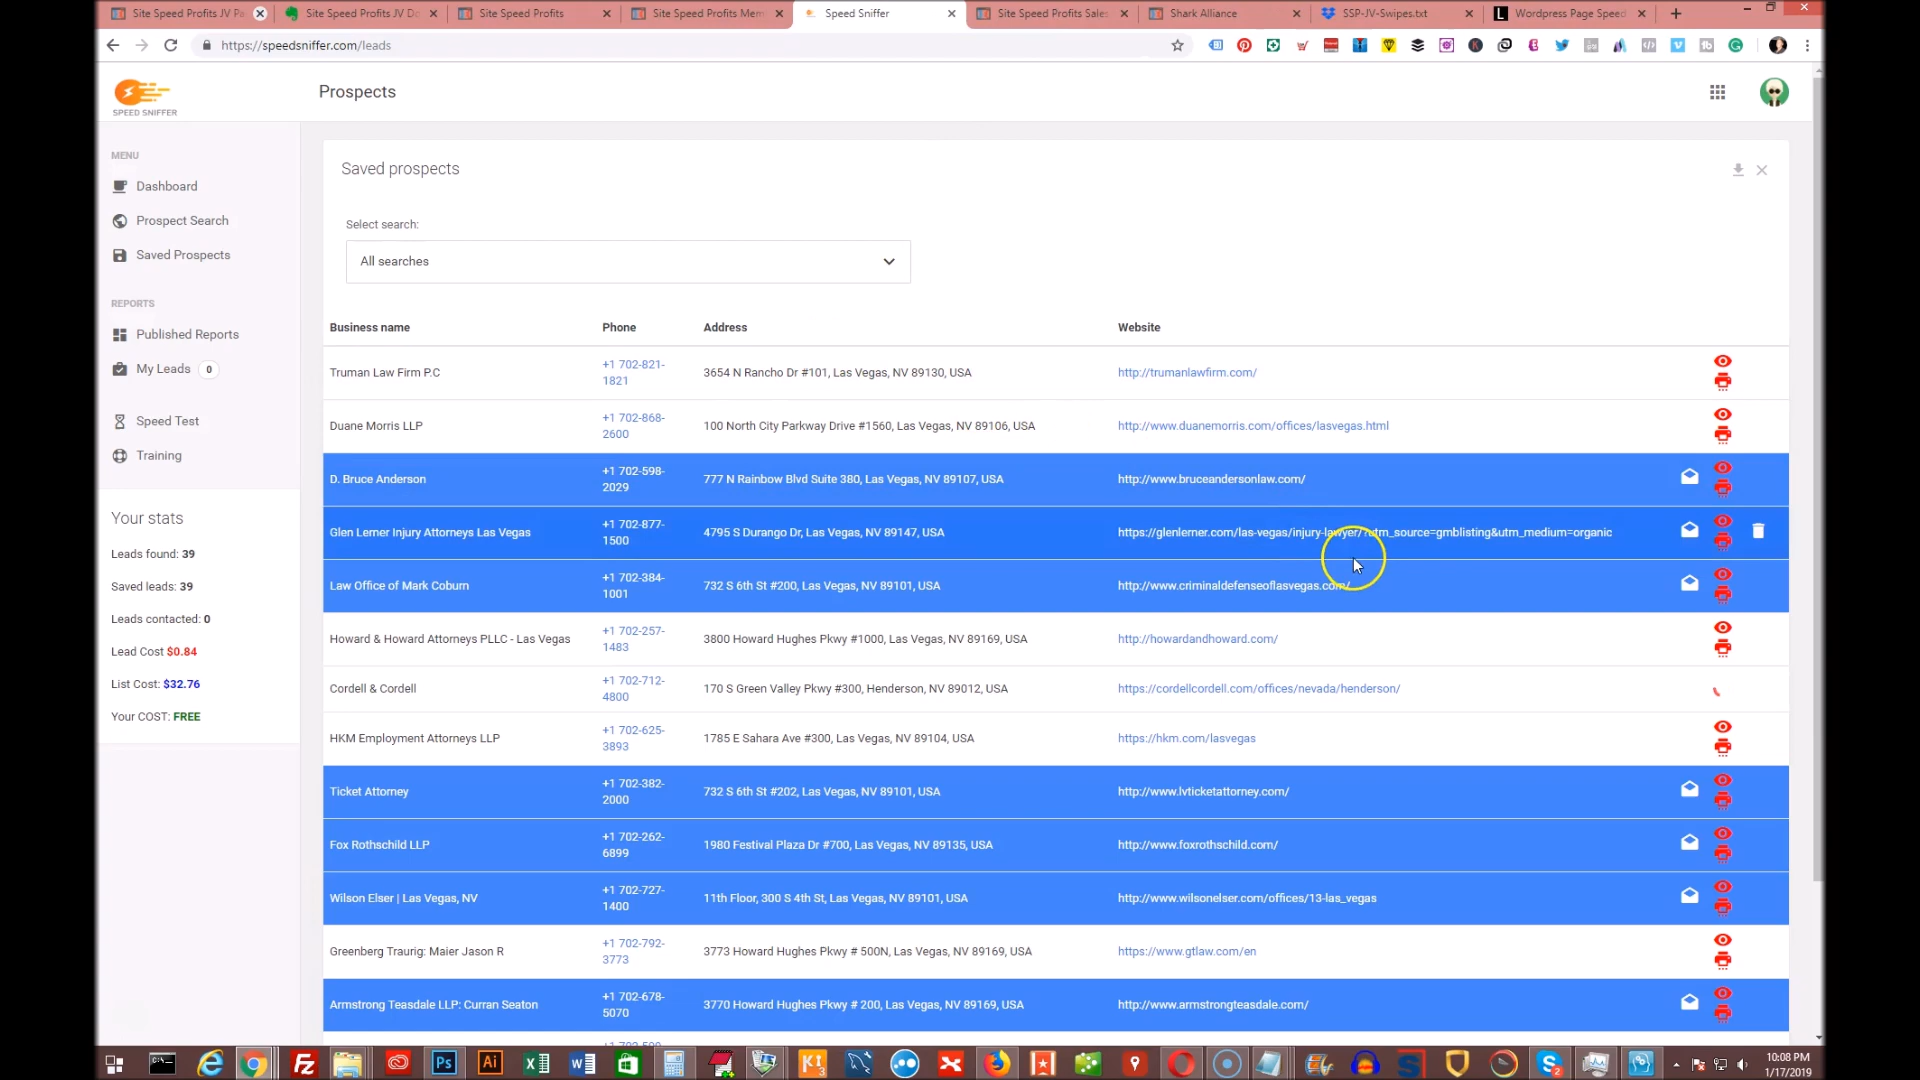 Site Speed Profits JV Pa
Site Speed Profits JV Do
Site Speed Profits
Site Speed Profits Mem
Speed Sniffer
Site Speed Profits Sales
Shark Alliance
SSP-JV-Swipes.txt
Wordpress Page Speed
https://speedsniffer.com/leads
SPEED SNIFFER
Prospects
MENU
Dashboard
Prospect Search
Saved Prospects
REPORTS
Published Reports
My Leads 0
Speed Test
Training
Your stats
Leads found: 39
Saved leads: 39
Leads contacted: 0
Lead Cost $0.84
List Cost: $32.76
Your COST: FREE
Saved prospects
Select search:
All searches
Business name Phone Address Website
Truman Law Firm P.C +1 702-821-1821 3654 N Rancho Dr #101, Las Vegas, NV 89130, USA http://trumanlawfirm.com/
Duane Morris LLP +1 702-868-2600 100 North City Parkway Drive #1560, Las Vegas, NV 89106, USA http://www.duanemorris.com/offices/lasvegas.html
D. Bruce Anderson +1 702-598-2029 777 N Rainbow Blvd Suite 380, Las Vegas, NV 89107, USA http://www.bruceandersonlaw.com/
Glen Lerner Injury Attorneys Las Vegas +1 702-877-1500 4795 S Durango Dr, Las Vegas, NV 89147, USA https://glenlerner.com/las-vegas/injury-lawyer/?utm_source=gmblisting&utm_medium=organic
Law Office of Mark Coburn +1 702-384-1001 732 S 6th St #200, Las Vegas, NV 89101, USA http://www.criminaldefenseoflasvegas.com/
Howard & Howard Attorneys PLLC - Las Vegas +1 702-257-1483 3800 Howard Hughes Pkwy #1000, Las Vegas, NV 89169, USA http://howardandhoward.com/
Cordell & Cordell +1 702-712-4800 170 S Green Valley Pkwy #300, Henderson, NV 89012, USA https://cordellcordell.com/offices/nevada/henderson/
HKM Employment Attorneys LLP +1 702-625-3893 1785 E Sahara Ave #300, Las Vegas, NV 89104, USA https://hkm.com/lasvegas
Ticket Attorney +1 702-382-2000 732 S 6th St #202, Las Vegas, NV 89101, USA http://www.lvticketattorney.com/
Fox Rothschild LLP +1 702-262-6899 1980 Festival Plaza Dr #700, Las Vegas, NV 89135, USA http://www.foxrothschild.com/
Wilson Elser | Las Vegas, NV +1 702-727-1400 11th Floor, 300 S 4th St, Las Vegas, NV 89101, USA http://www.wilsonelser.com/offices/13-las_vegas
Greenberg Traurig: Maier Jason R +1 702-792-3773 3773 Howard Hughes Pkwy # 500N, Las Vegas, NV 89169, USA https://www.gtlaw.com/en
Armstrong Teasdale LLP: Curran Seaton +1 702-678-5070 3770 Howard Hughes Pkwy # 200, Las Vegas, NV 89169, USA http://www.armstrongteasdale.com/
10:08 PM
1/17/2019